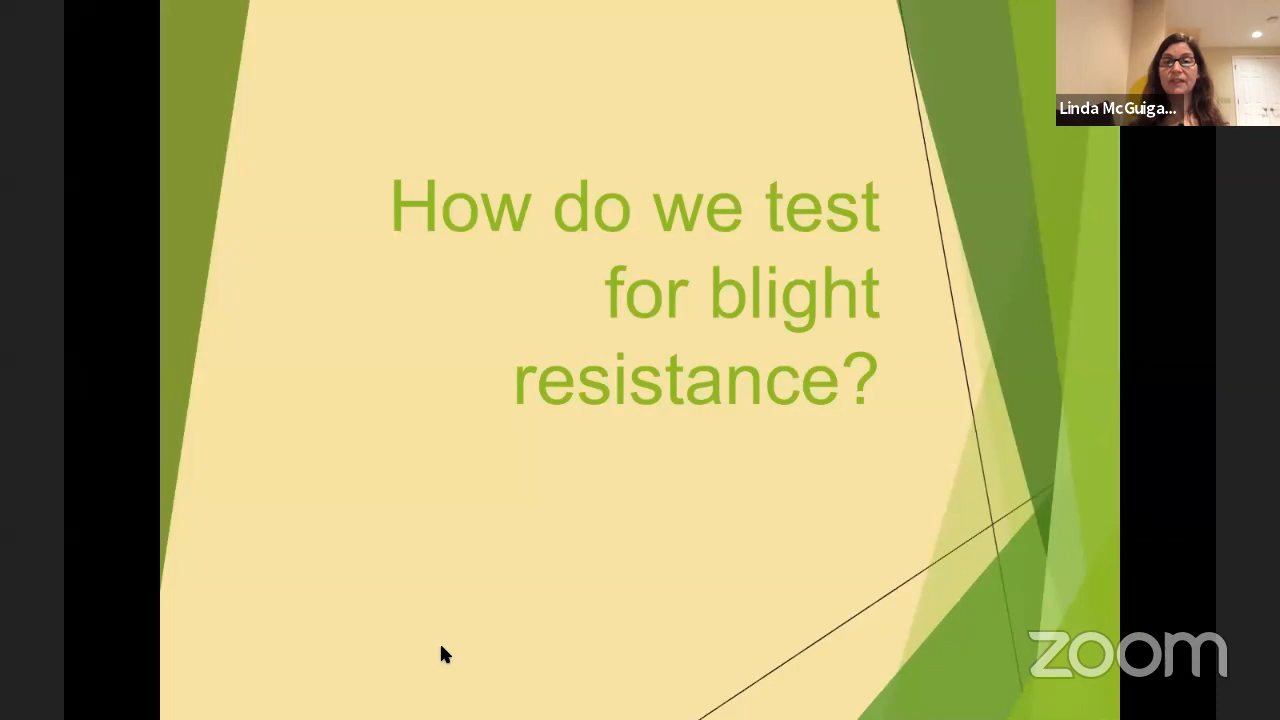 How do we test
for blight
resistance?
Linda McGuiga...
zoom